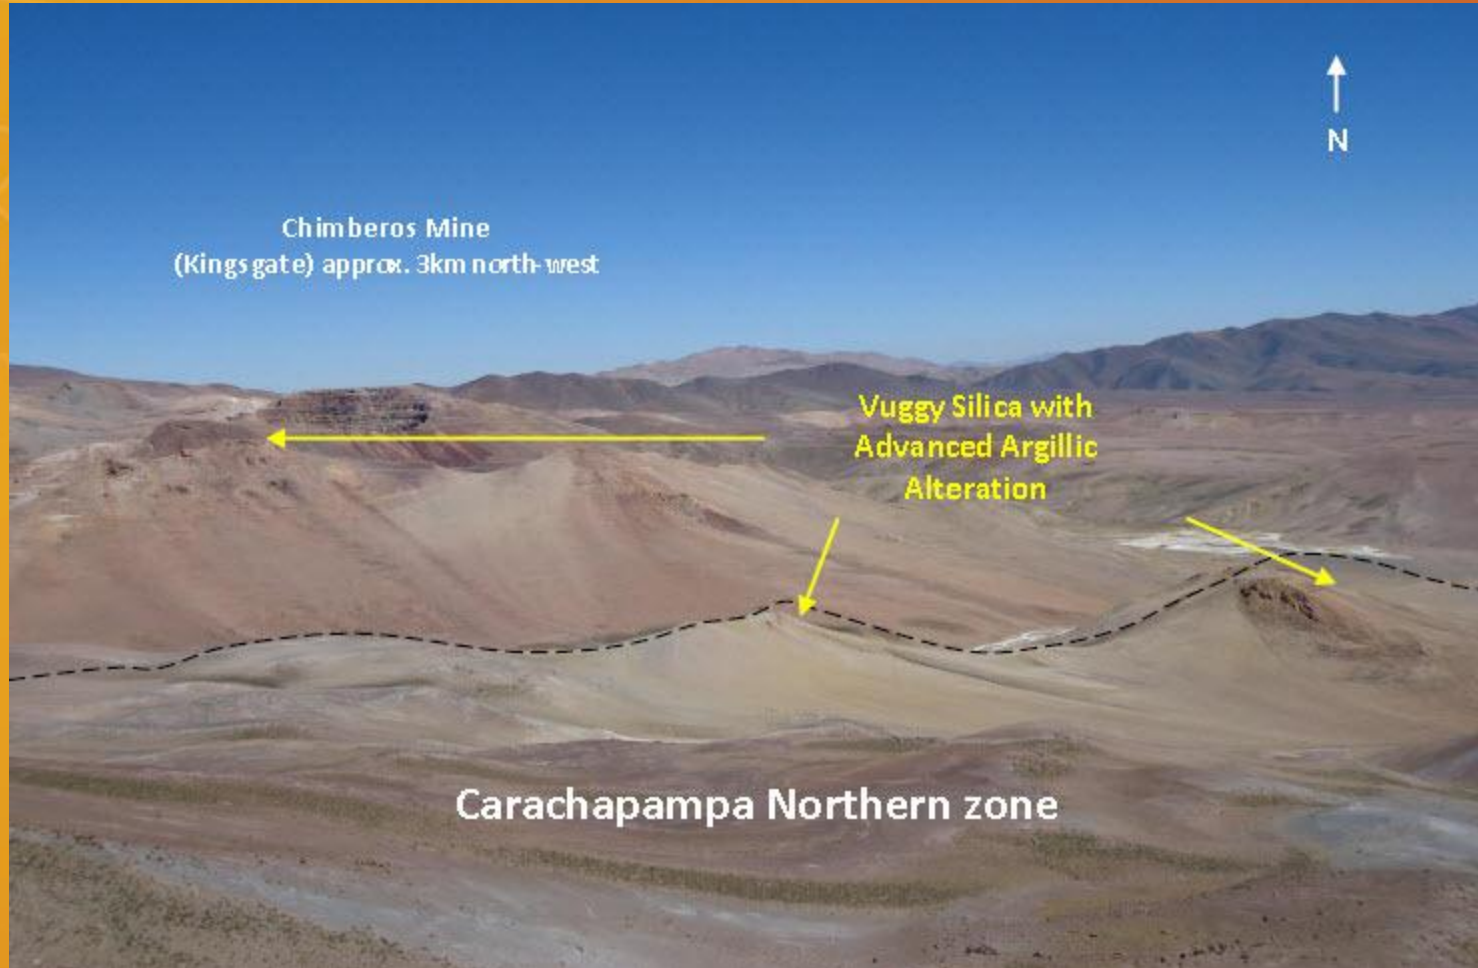 N
Chimberos Mine
(Kingsgate) approx. 3km north-west
Vuggy Silica with
Advanced Argillic
Alteration
Carachapampa Northern zone